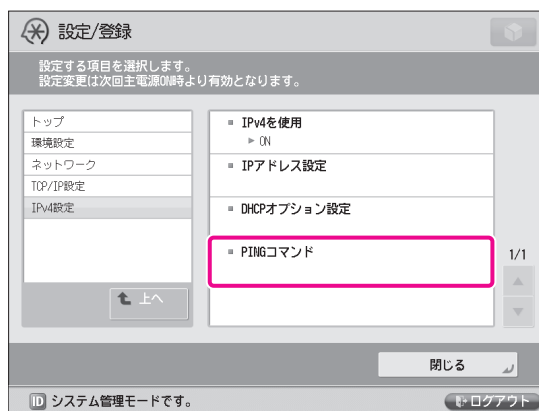 設定/登録
設定する項目を選択します。
設定変更は次回主電源ON時より有効となります。
トップ
環境設定
ネットワーク
TCP/IP設定
IPv4設定
上へ
IPv4を使用
ON
IPアドレス設定
DHCPオプション設定
PINGコマンド
1/1
閉じる
ID システム管理モードです。
ログアウト